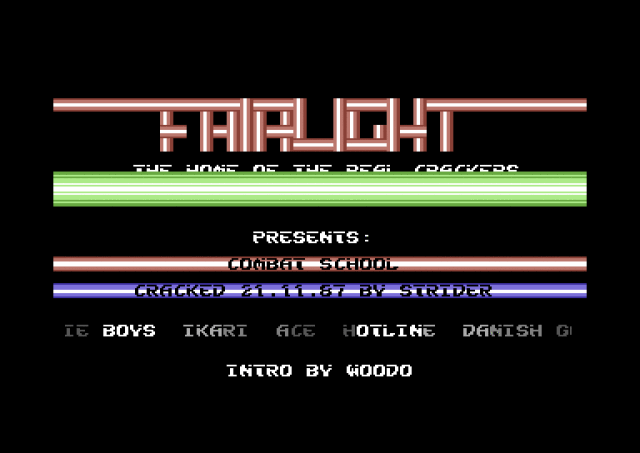 FAIRLIGHT
THE HOME OF THE REAL CRACKERS
PRESENTS:
COMBAT SCHOOL
CRACKED 21.11.87 BY STRIDER
IE BOYS IKARI ACE HOTLINE DANISH G
INTRO BY WOODO